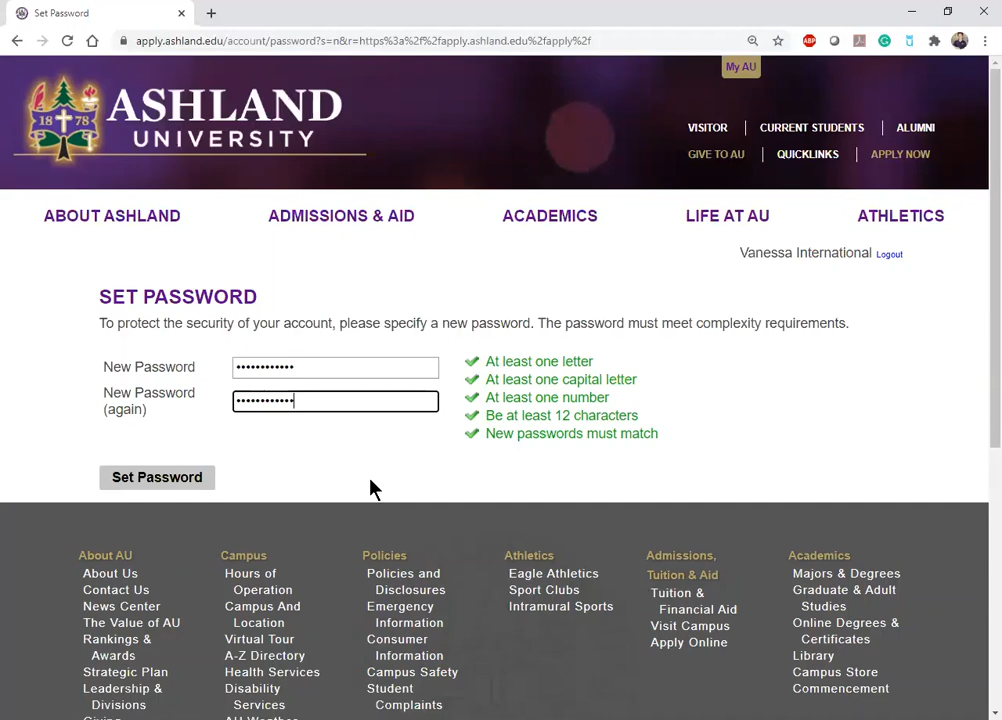 Set Password
apply.ashland.edu/account/password?s=n&r=https%3a%2f%2fapply.ashland.edu%2fapply%2f
ABP
My AU
18 78
ASHLAND
UNIVERSITY
VISITOR
CURRENT STUDENTS
ALUMNI
GIVE TO AU
QUICKLINKS
APPLY NOW
ABOUT ASHLAND
ADMISSIONS & AID
ACADEMICS
LIFE AT AU
ATHLETICS
Vanessa International Logout
SET PASSWORD
To protect the security of your account, please specify a new password. The password must meet complexity requirements.
New Password
New Password
(again)
At least one letter
At least one capital letter
At least one number
Be at least 12 characters
New passwords must match
Set Password
About AU
About Us
Contact Us
News Center
The Value of AU
Rankings &
Awards
Strategic Plan
Leadership &
Divisions
Giving
Campus
Hours of
Operation
Campus And
Location
Virtual Tour
A-Z Directory
Health Services
Disability
Services
AU Weather
Policies
Policies and
Disclosures
Emergency
Information
Consumer
Information
Campus Safety
Student
Complaints
Athletics
Eagle Athletics
Sport Clubs
Intramural Sports
Admissions,
Tuition & Aid
Tuition &
Financial Aid
Visit Campus
Apply Online
Academics
Majors & Degrees
Graduate & Adult
Studies
Online Degrees &
Certificates
Library
Campus Store
Commencement